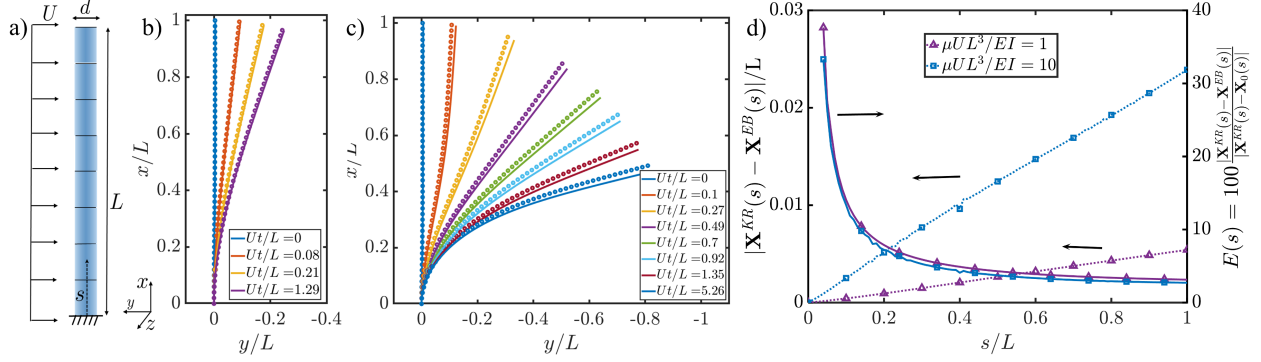 a)
U
d
L
s
x
y
z
b)
1
0.8
0.6
0.4
0.2
0
x/L
0
-0.2
-0.4
y/L
Ut/L =0
Ut/L =0.08
Ut/L =0.21
Ut/L =1.29
c)
1
0.8
0.6
0.4
0.2
0
x/L
0
-0.2
-0.4
-0.6
-0.8
-1
y/L
Ut/L =0
Ut/L =0.1
Ut/L =0.27
Ut/L =0.49
Ut/L =0.7
Ut/L =0.92
Ut/L =1.35
Ut/L =5.26
d)
0.03
0.02
0.01
0
|X^{KR}(s) − X^{EB}(s)|/L
0
0.2
0.4
0.6
0.8
1
s/L
μUL³/EI = 1
μUL³/EI = 10
40
30
20
10
0
E(s) = 100 |X^{KR}(s)−X^{EB}(s)| / |X^{KR}(s)−X_0(s)|